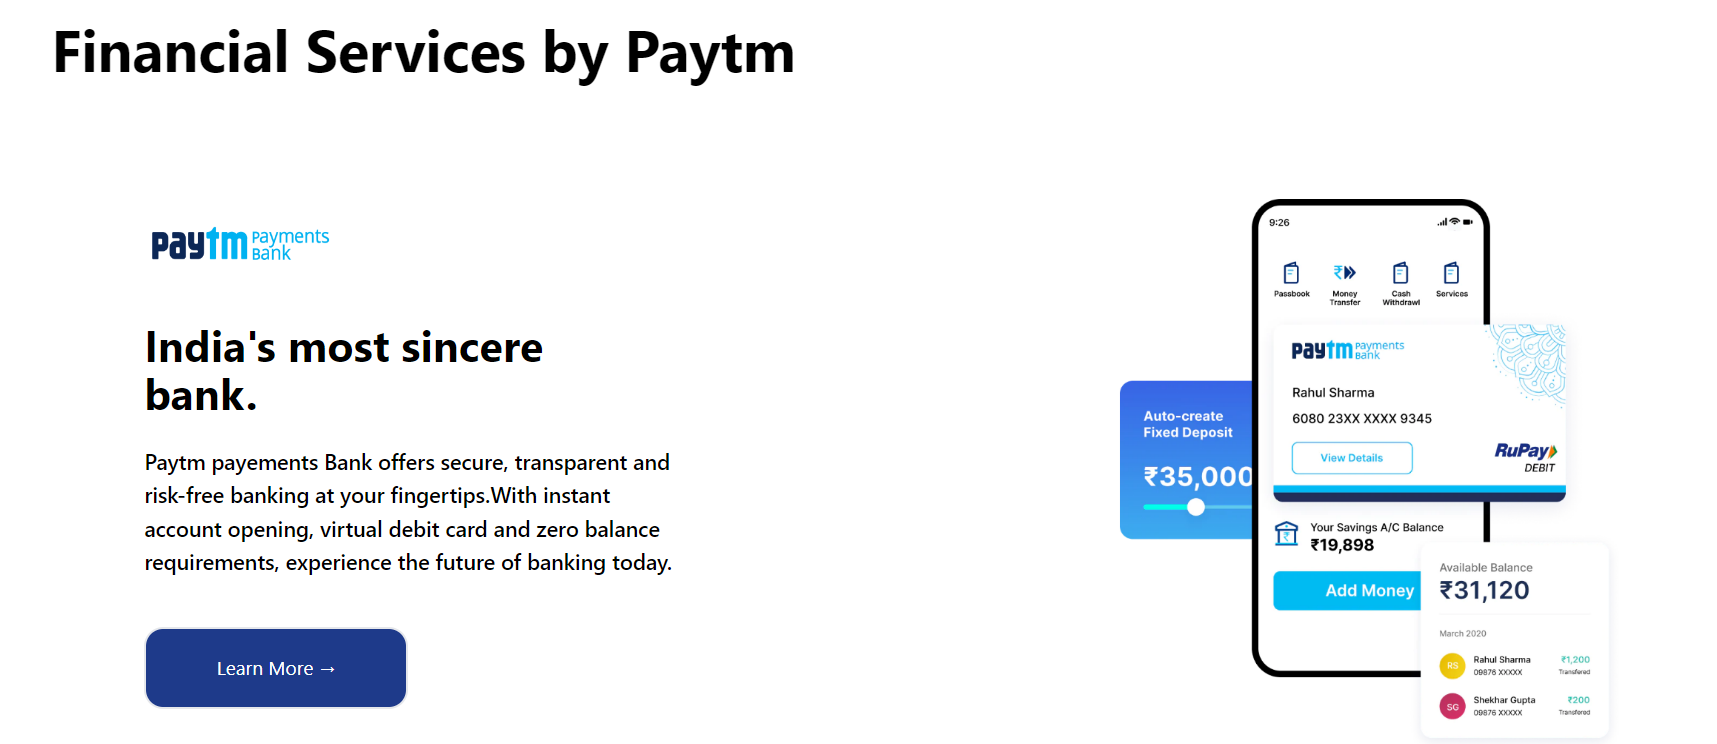 Financial Services by Paytm
paytm Payments
Bank
India's most sincere
bank.
Paytm payements Bank offers secure, transparent and
risk-free banking at your fingertips.With instant
account opening, virtual debit card and zero balance
requirements, experience the future of banking today.
Learn More →
9:26
Passbook
Money
Transfer
Cash
Withdrawl
Services
paytm Payments
Bank
Rahul Sharma
6080 23XX XXXX 9345
View Details
RuPay
DEBIT
Auto-create
Fixed Deposit
₹35,000
Your Savings A/C Balance
₹19,898
Add Money
Available Balance
₹31,120
March 2020
RS
Rahul Sharma
09876 XXXXX
₹1,200
Transfered
SG
Shekhar Gupta
09876 XXXXX
₹200
Transfered